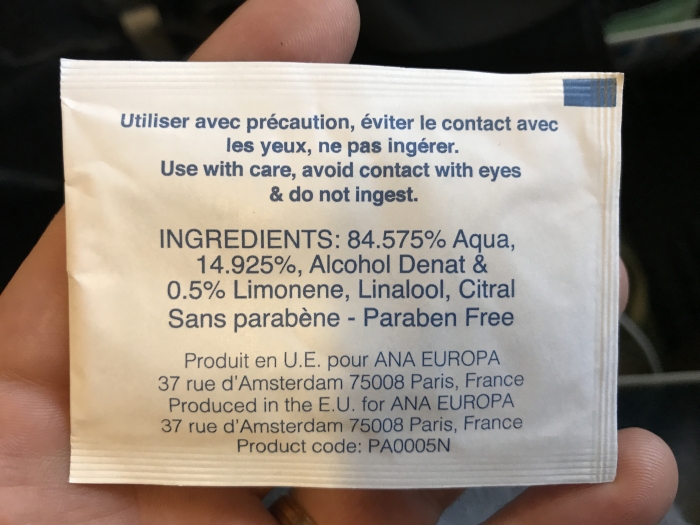 Utiliser avec précaution, éviter le contact avec
les yeux, ne pas ingérer.
Use with care, avoid contact with eyes
& do not ingest.
INGREDIENTS: 84.575% Aqua,
14.925%, Alcohol Denat &
0.5% Limonene, Linalool, Citral
Sans parabène - Paraben Free
Produit en U.E. pour ANA EUROPA
37 rue d'Amsterdam 75008 Paris, France
Produced in the E.U. for ANA EUROPA
37 rue d'Amsterdam 75008 Paris, France
Product code: PA0005N